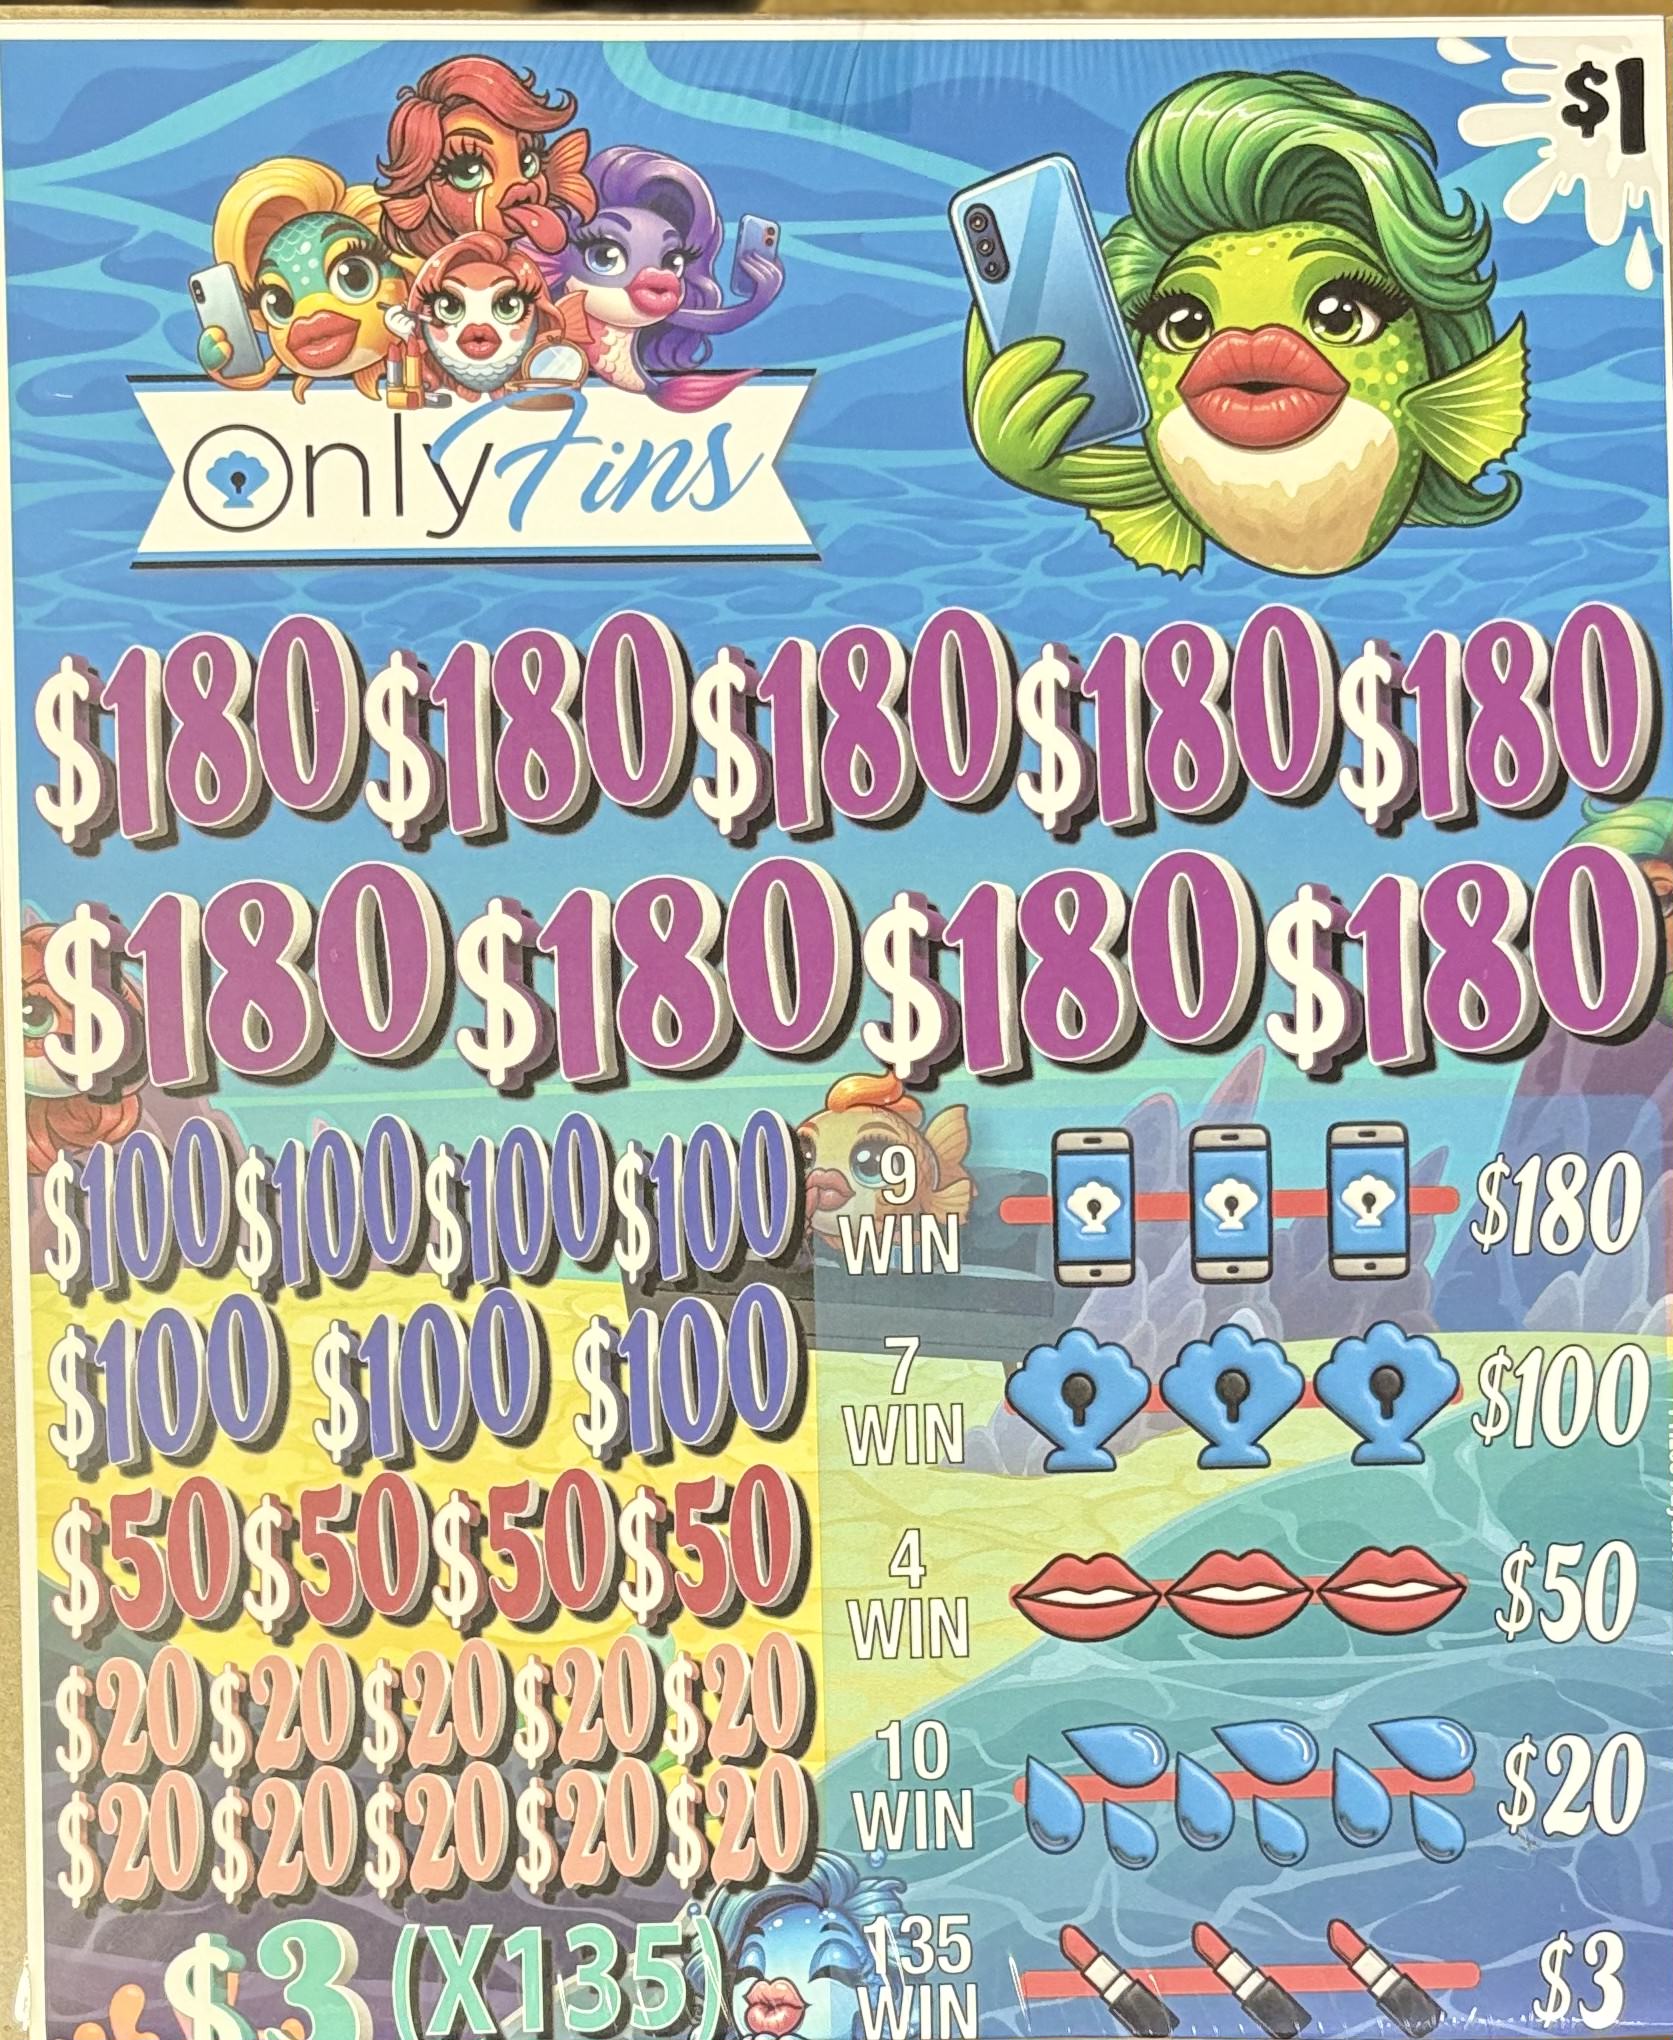 $1
OnlyFins
$180 $180 $180 $180 $180
$180 $180 $180 $180
$100 $100 $100 $100
$100 $100 $100
$50 $50 $50 $50
$20 $20 $20 $20 $20
$20 $20 $20 $20 $20
$3 (X135)
9
WIN
$180
7
WIN
$100
4
WIN
$50
10
WIN
$20
135
WIN
$3